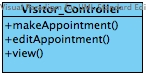 Visitor_Controller
+makeAppointment()
+editAppointment()
+view()